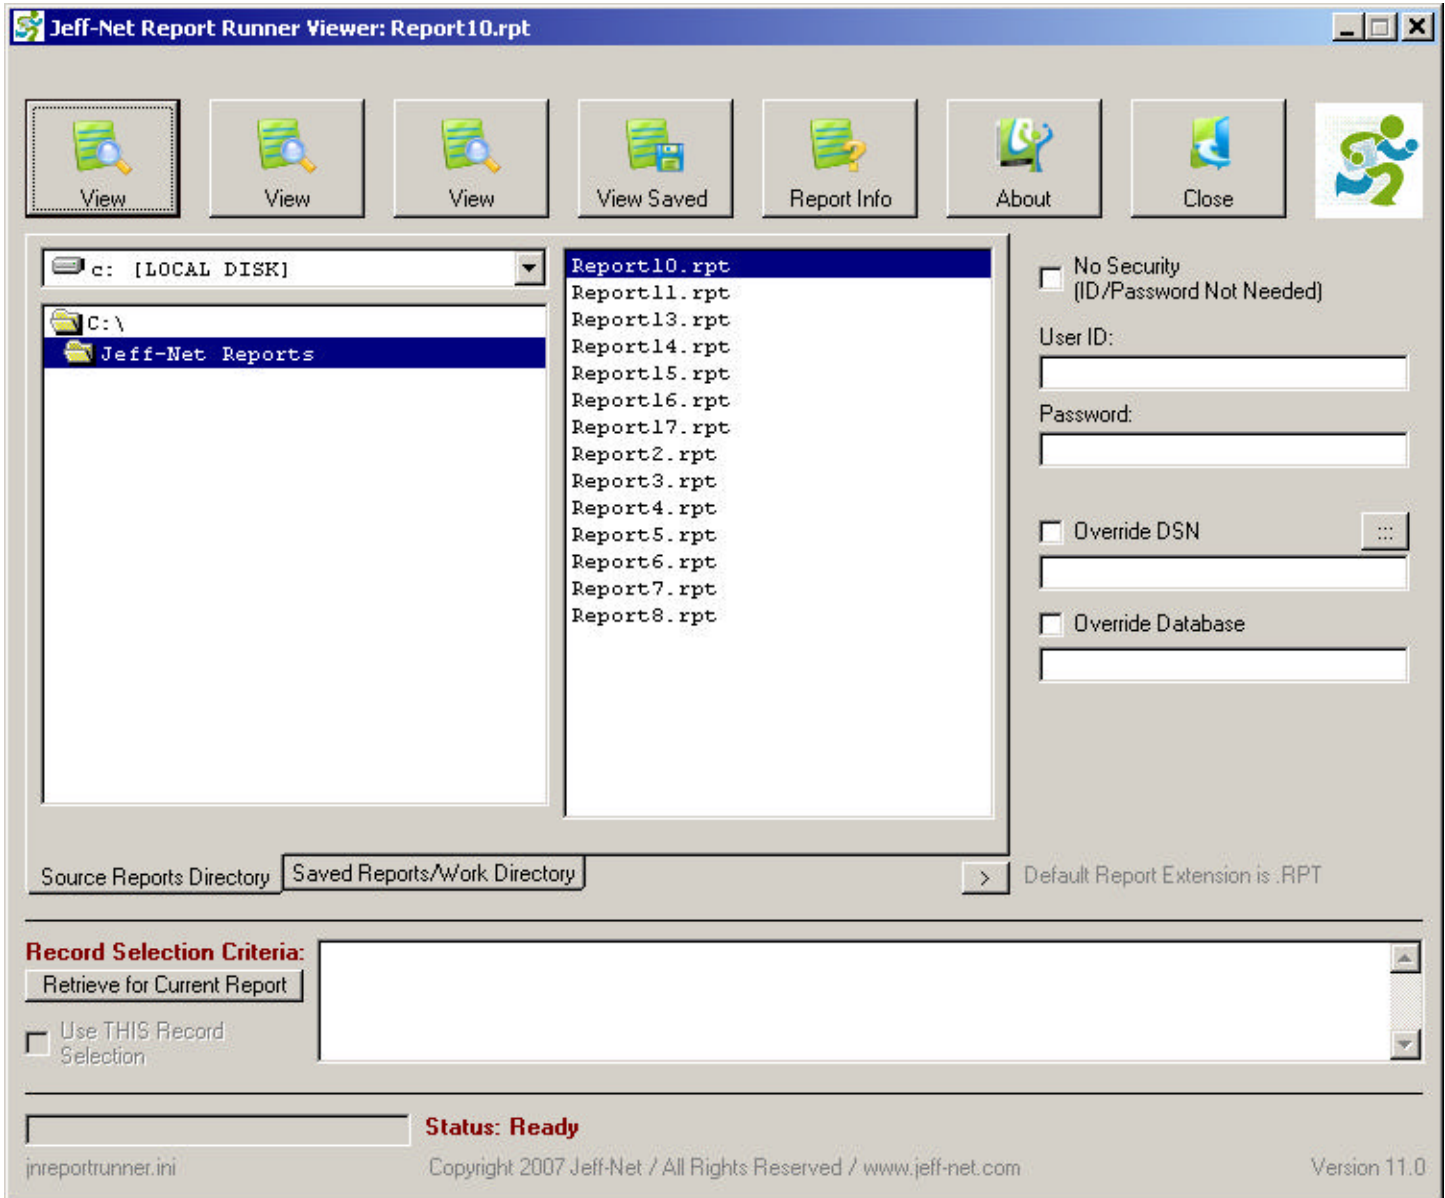 Jeff-Net Report Runner Viewer: Report10.rpt
View
View
View
View Saved
Report Info
About
Close
c: [LOCAL DISK]
C:\
Jeff-Net Reports
Report10.rpt
Report11.rpt
Report13.rpt
Report14.rpt
Report15.rpt
Report16.rpt
Report17.rpt
Report2.rpt
Report3.rpt
Report4.rpt
Report5.rpt
Report6.rpt
Report7.rpt
Report8.rpt
No Security
(ID/Password Not Needed)
User ID:
Password:
Override DSN
:::
Override Database
Source Reports Directory
Saved Reports/Work Directory
>
Default Report Extension is .RPT
Record Selection Criteria:
Retrieve for Current Report
Use THIS Record
Selection
Status: Ready
jnreportrunner.ini
Copyright 2007 Jeff-Net / All Rights Reserved / www.jeff-net.com
Version 11.0